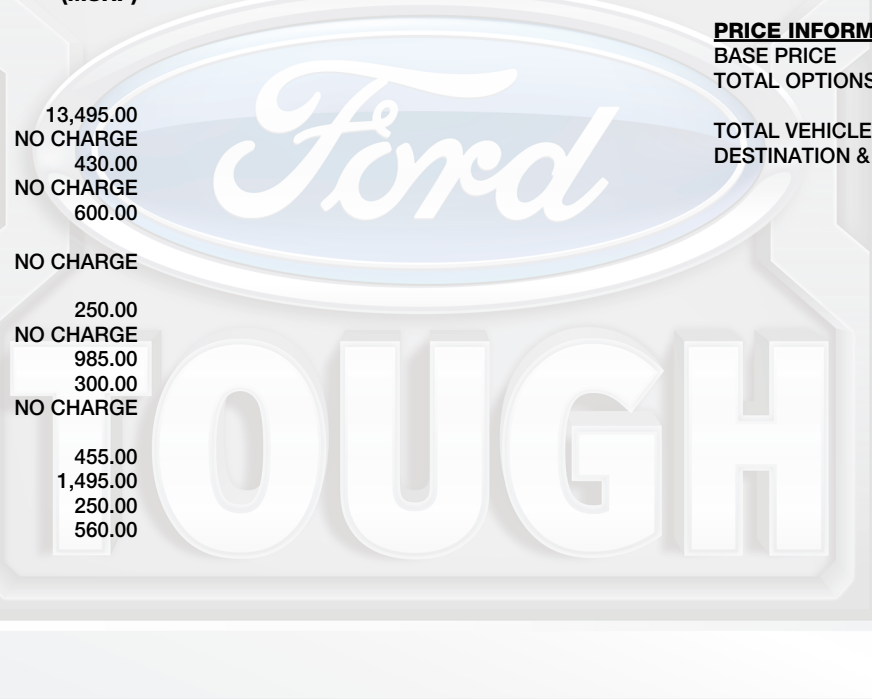 13,495.00
NO CHARGE
430.00
NO CHARGE
600.00
NO CHARGE
250.00
NO CHARGE
985.00
300.00
NO CHARGE
455.00
1,495.00
250.00
560.00
PRICE INFORM
BASE PRICE
TOTAL OPTIONS
TOTAL VEHICLE
DESTINATION &
Ford
TOUGH